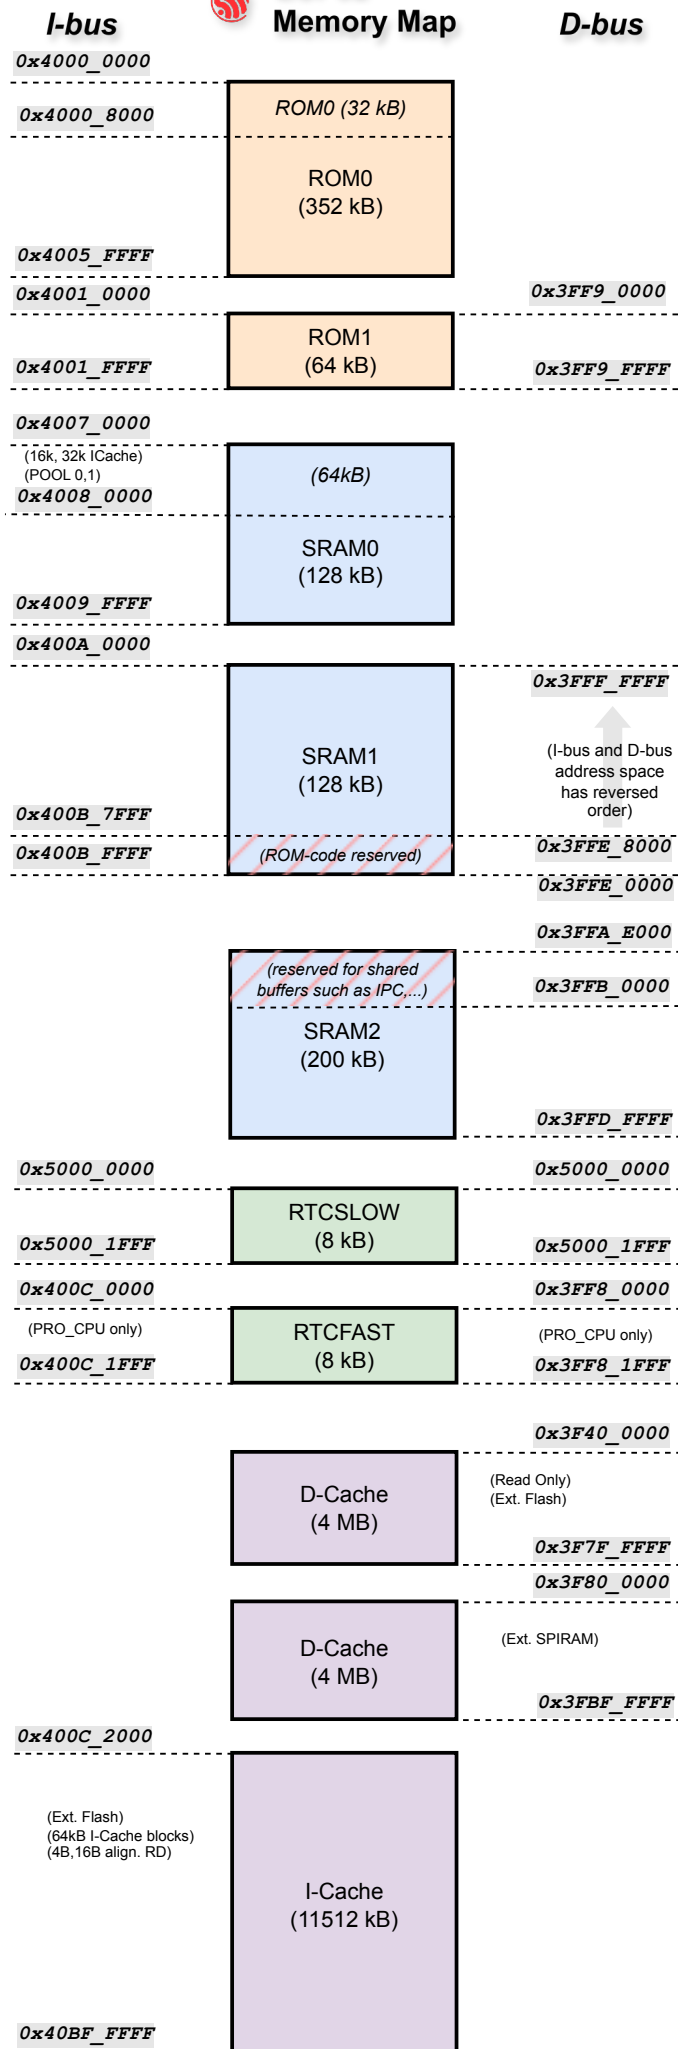 I-bus
Memory Map
D-bus
0x4000_0000
0x4000_8000
ROM0 (32 kB)
ROM0
(352 kB)
0x4005_FFFF
0x4001_0000
0x3FF9_0000
ROM1
(64 kB)
0x4001_FFFF
0x3FF9_FFFF
0x4007_0000
(16k, 32k ICache)
(POOL 0,1)
(64kB)
0x4008_0000
SRAM0
(128 kB)
0x4009_FFFF
0x400A_0000
0x3FFF_FFFF
SRAM1
(128 kB)
(I-bus and D-bus
address space
has reversed
order)
0x400B_7FFF
0x400B_FFFF
(ROM-code reserved)
0x3FFE_8000
0x3FFE_0000
0x3FFA_E000
(reserved for shared
buffers such as IPC,...)
0x3FFB_0000
SRAM2
(200 kB)
0x3FFD_FFFF
0x5000_0000
0x5000_0000
RTCSLOW
(8 kB)
0x5000_1FFF
0x5000_1FFF
0x400C_0000
0x3FF8_0000
(PRO_CPU only)
RTCFAST
(8 kB)
(PRO_CPU only)
0x400C_1FFF
0x3FF8_1FFF
0x3F40_0000
D-Cache
(4 MB)
(Read Only)
(Ext. Flash)
0x3F7F_FFFF
0x3F80_0000
D-Cache
(4 MB)
(Ext. SPIRAM)
0x3FBF_FFFF
0x400C_2000
(Ext. Flash)
(64kB I-Cache blocks)
(4B,16B align. RD)
I-Cache
(11512 kB)
0x40BF_FFFF